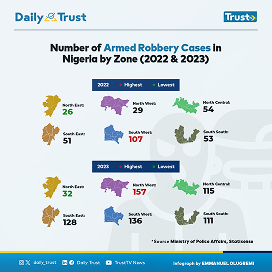 Daily Trust
Trust
Number of Armed Robbery Cases in
Nigeria by Zone (2022 & 2023)
2022 Highest Lowest
North East:
26
North West:
29
North Central:
54
South East:
51
South West:
107
South South:
53
2023 Highest Lowest
North East:
32
North West:
157
North Central:
115
South East:
128
South West:
136
South South:
111
* Source Ministry of Police Affairs, Statisense
daily_trust Daily Trust TrustTV News
Infograph by EMMANUEL OLUGBEMI